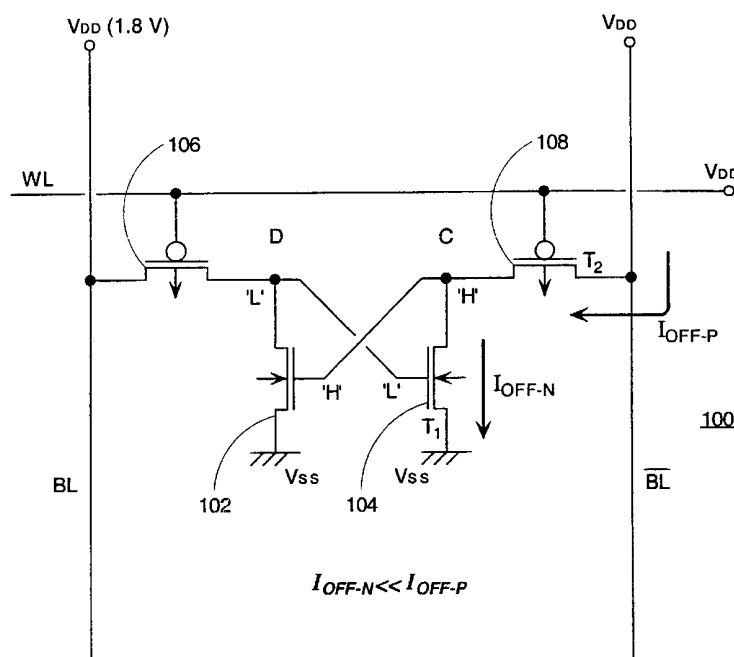 VDD (1.8 V)
VDD
106
108
WL
VDD
D
C
T2
'L'
'H'
IOFF-P
'H'
'L'
IOFF-N
T1
100
VSS
VSS
BL
102
104
BL
IOFF-N<< IOFF-P